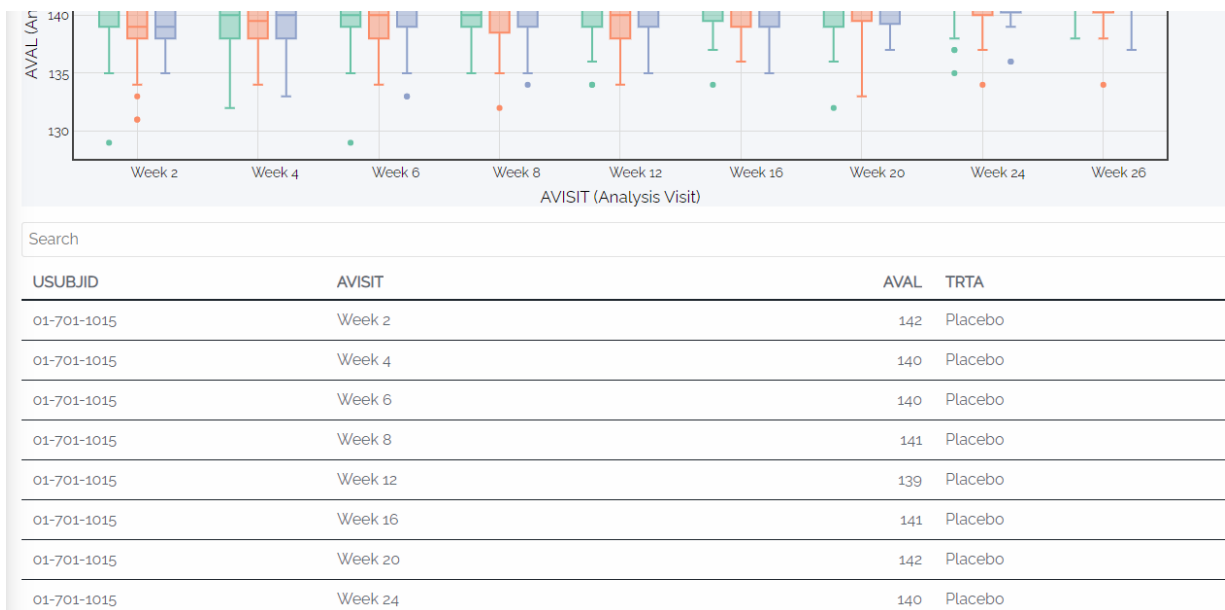 140
AVAL (An
135
130
Week 2 Week 4 Week 6 Week 8 Week 12 Week 16 Week 20 Week 24 Week 26
AVISIT (Analysis Visit)
Search
USUBJID AVISIT AVAL TRTA
01-701-1015 Week 2 142 Placebo
01-701-1015 Week 4 140 Placebo
01-701-1015 Week 6 140 Placebo
01-701-1015 Week 8 141 Placebo
01-701-1015 Week 12 139 Placebo
01-701-1015 Week 16 141 Placebo
01-701-1015 Week 20 142 Placebo
01-701-1015 Week 24 140 Placebo